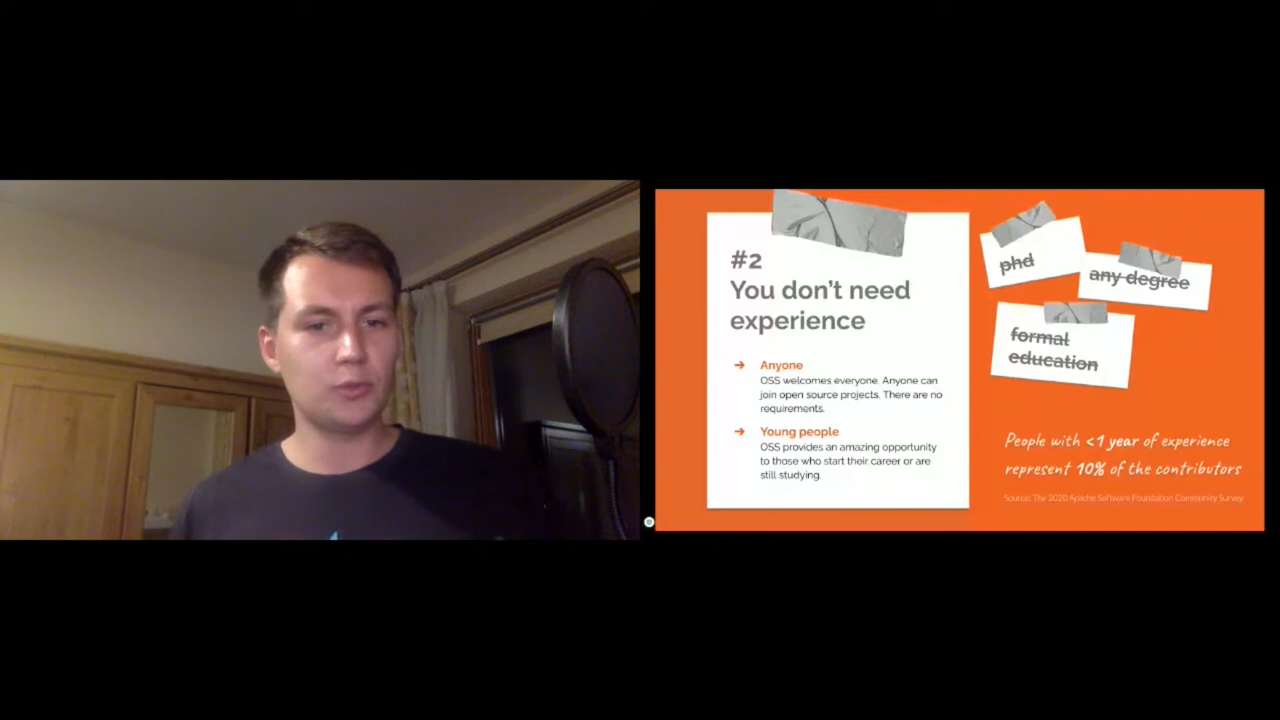 #2
You don't need
experience
➔ Anyone
OSS welcomes everyone. Anyone can
join open source projects. There are no
requirements.
➔ Young people
OSS provides an amazing opportunity
to those who start their career or are
still studying.
phd
any degree
formal
education
People with <1 year of experience
represent 10% of the contributors
Source: The 2020 Apache Software Foundation Community Survey